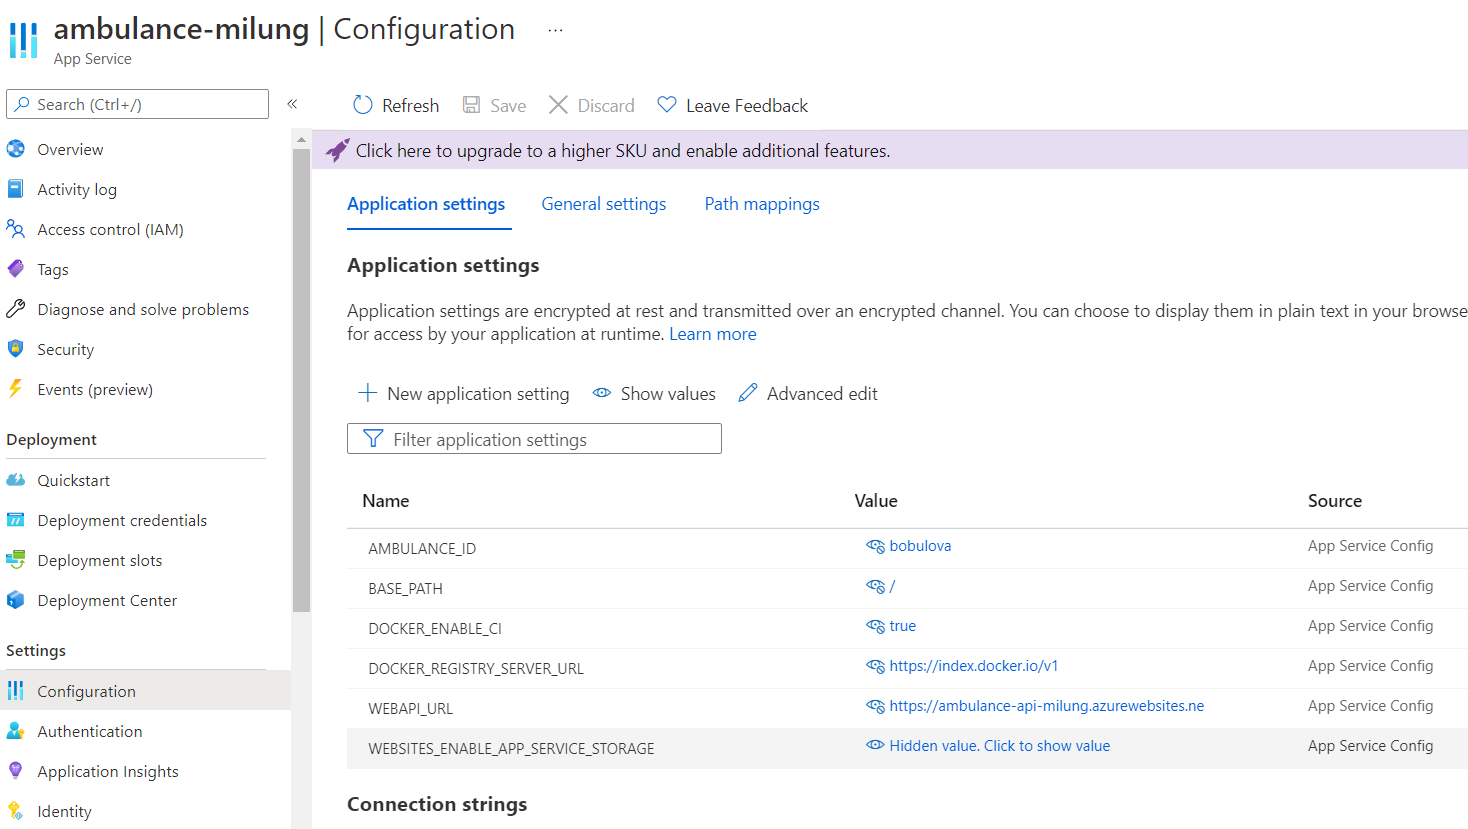 ambulance-milung | Configuration ...
App Service
Search (Ctrl+/)
«
Refresh
Save
Discard
Leave Feedback
Overview
Activity log
Access control (IAM)
Tags
Diagnose and solve problems
Security
Events (preview)
Deployment
Quickstart
Deployment credentials
Deployment slots
Deployment Center
Settings
Configuration
Authentication
Application Insights
Identity
Click here to upgrade to a higher SKU and enable additional features.
Application settings
General settings
Path mappings
Application settings
Application settings are encrypted at rest and transmitted over an encrypted channel. You can choose to display them in plain text in your browse
for access by your application at runtime. Learn more
New application setting
Show values
Advanced edit
Filter application settings
Name Value Source
AMBULANCE_ID bobulova App Service Config
BASE_PATH / App Service Config
DOCKER_ENABLE_CI true App Service Config
DOCKER_REGISTRY_SERVER_URL https://index.docker.io/v1 App Service Config
WEBAPI_URL https://ambulance-api-milung.azurewebsites.ne App Service Config
WEBSITES_ENABLE_APP_SERVICE_STORAGE Hidden value. Click to show value App Service Config
Connection strings